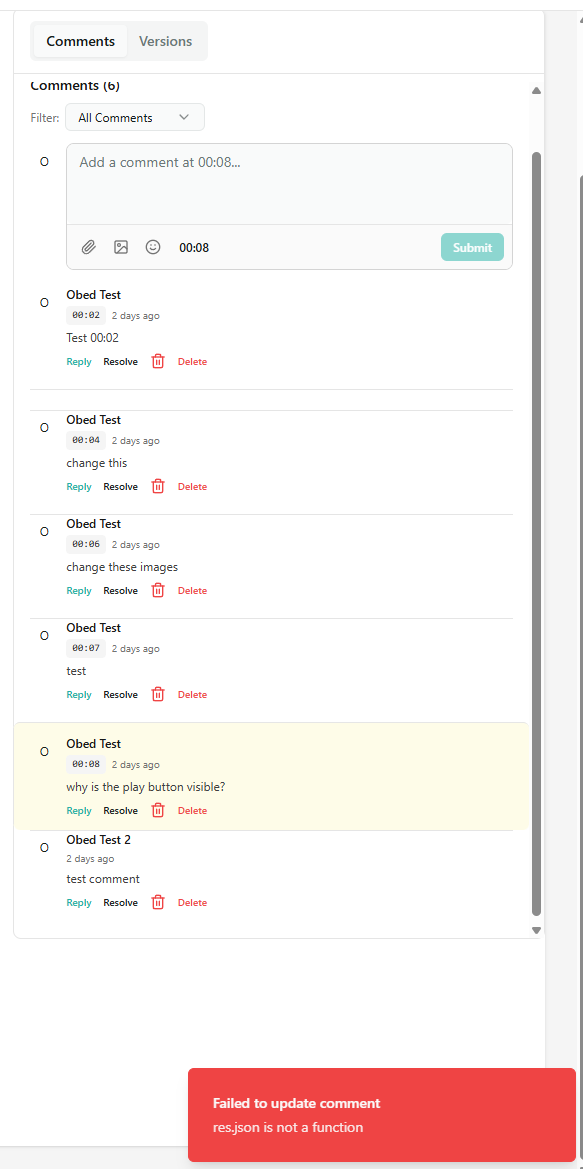 Comments Versions
Comments (6)
Filter: All Comments
O Add a comment at 00:08...
00:08 Submit
O Obed Test
00:02 2 days ago
Test 00:02
Reply Resolve Delete
O Obed Test
00:04 2 days ago
change this
Reply Resolve Delete
O Obed Test
00:06 2 days ago
change these images
Reply Resolve Delete
O Obed Test
00:07 2 days ago
test
Reply Resolve Delete
O Obed Test
00:08 2 days ago
why is the play button visible?
Reply Resolve Delete
O Obed Test 2
2 days ago
test comment
Reply Resolve Delete
Failed to update comment
res.json is not a function